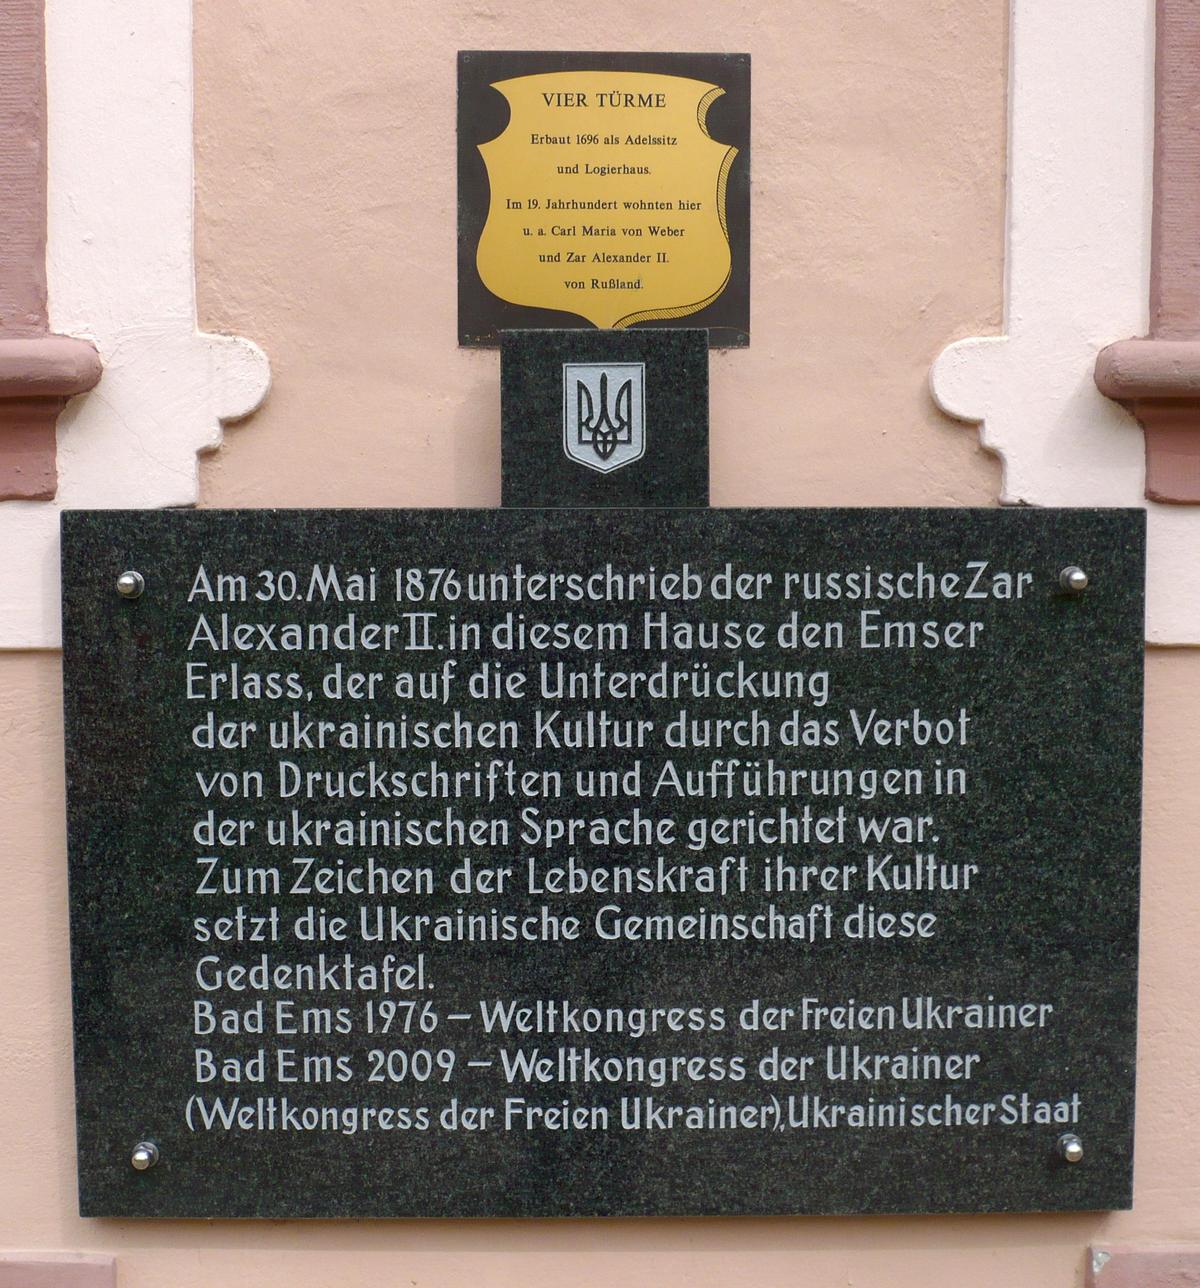 VIER TÜRME
Erbaut 1696 als Adelssitz
und Logierhaus.
Im 19. Jahrhundert wohnten hier
u. a. Carl Maria von Weber
und Zar Alexander II.
von Rußland.
Am 30. Mai 1876 unterschrieb der russische Zar
Alexander II. in diesem Hause den Emser
Erlass, der auf die Unterdrückung
der ukrainischen Kultur durch das Verbot
von Druckschriften und Aufführungen in
der ukrainischen Sprache gerichtet war.
Zum Zeichen der Lebenskraft ihrer Kultur
setzt die Ukrainische Gemeinschaft diese
Gedenktafel.
Bad Ems 1976 – Weltkongress der Freien Ukrainer
Bad Ems 2009 – Weltkongress der Ukrainer
(Weltkongress der Freien Ukrainer), Ukrainischer Staat